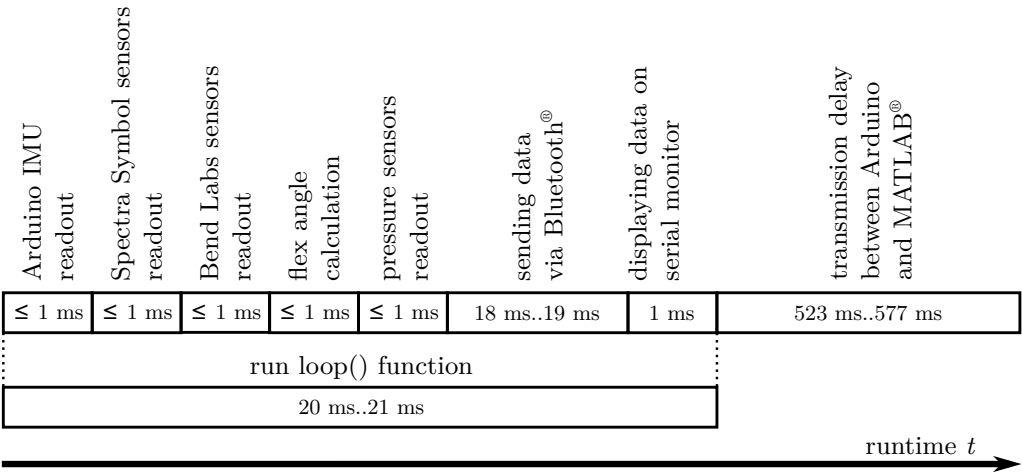 Arduino IMU
readout
Spectra Symbol sensors
readout
Bend Labs sensors
readout
flex angle
calculation
pressure sensors
readout
sending data
via Bluetooth®
displaying data on
serial monitor
transmission delay
between Arduino
and MATLAB®
≤ 1 ms
≤ 1 ms
≤ 1 ms
≤ 1 ms
≤ 1 ms
18 ms..19 ms
1 ms
523 ms..577 ms
run loop() function
20 ms..21 ms
runtime t